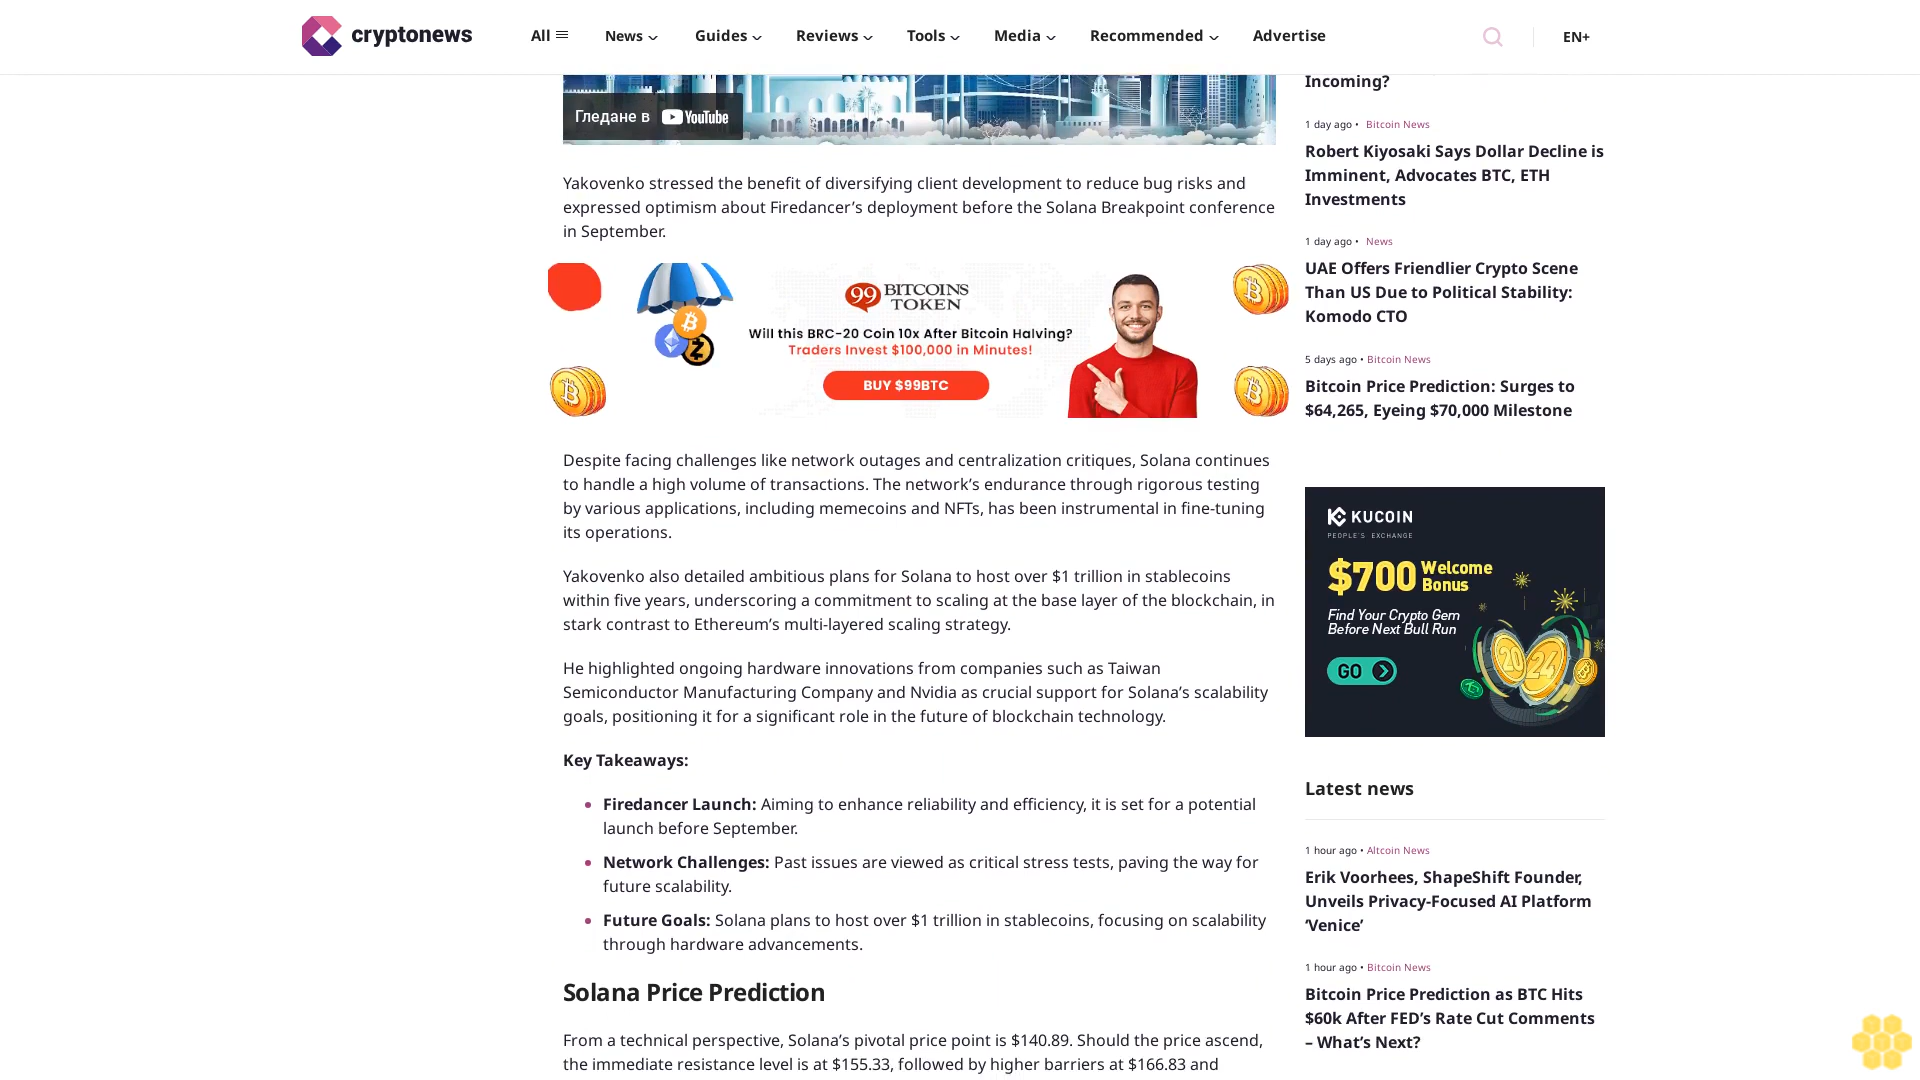 cryptonews
All
News
Guides
Reviews
Tools
Media
Recommended
Advertise
EN+
Гледане в YouTube
Yakovenko stressed the benefit of diversifying client development to reduce bug risks and
expressed optimism about Firedancer’s deployment before the Solana Breakpoint conference
in September.
99 BITCOINS
TOKEN
Will this BRC-20 Coin 10x After Bitcoin Halving?
Traders Invest $100,000 in Minutes!
BUY $99BTC
Despite facing challenges like network outages and centralization critiques, Solana continues
to handle a high volume of transactions. The network’s endurance through rigorous testing
by various applications, including memecoins and NFTs, has been instrumental in fine-tuning
its operations.
Yakovenko also detailed ambitious plans for Solana to host over $1 trillion in stablecoins
within five years, underscoring a commitment to scaling at the base layer of the blockchain, in
stark contrast to Ethereum’s multi-layered scaling strategy.
He highlighted ongoing hardware innovations from companies such as Taiwan
Semiconductor Manufacturing Company and Nvidia as crucial support for Solana’s scalability
goals, positioning it for a significant role in the future of blockchain technology.
Key Takeaways:
Firedancer Launch: Aiming to enhance reliability and efficiency, it is set for a potential
launch before September.
Network Challenges: Past issues are viewed as critical stress tests, paving the way for
future scalability.
Future Goals: Solana plans to host over $1 trillion in stablecoins, focusing on scalability
through hardware advancements.
Solana Price Prediction
From a technical perspective, Solana’s pivotal price point is $140.89. Should the price ascend,
the immediate resistance level is at $155.33, followed by higher barriers at $166.83 and
Incoming?
1 day ago • Bitcoin News
Robert Kiyosaki Says Dollar Decline is
Imminent, Advocates BTC, ETH
Investments
1 day ago • News
UAE Offers Friendlier Crypto Scene
Than US Due to Political Stability:
Komodo CTO
5 days ago • Bitcoin News
Bitcoin Price Prediction: Surges to
$64,265, Eyeing $70,000 Milestone
KUCOIN
PEOPLE'S EXCHANGE
$700 Welcome
Bonus
Find Your Crypto Gem
Before Next Bull Run
GO
20 24
Latest news
1 hour ago • Altcoin News
Erik Voorhees, ShapeShift Founder,
Unveils Privacy-Focused AI Platform
‘Venice’
1 hour ago • Bitcoin News
Bitcoin Price Prediction as BTC Hits
$60k After FED’s Rate Cut Comments
– What’s Next?